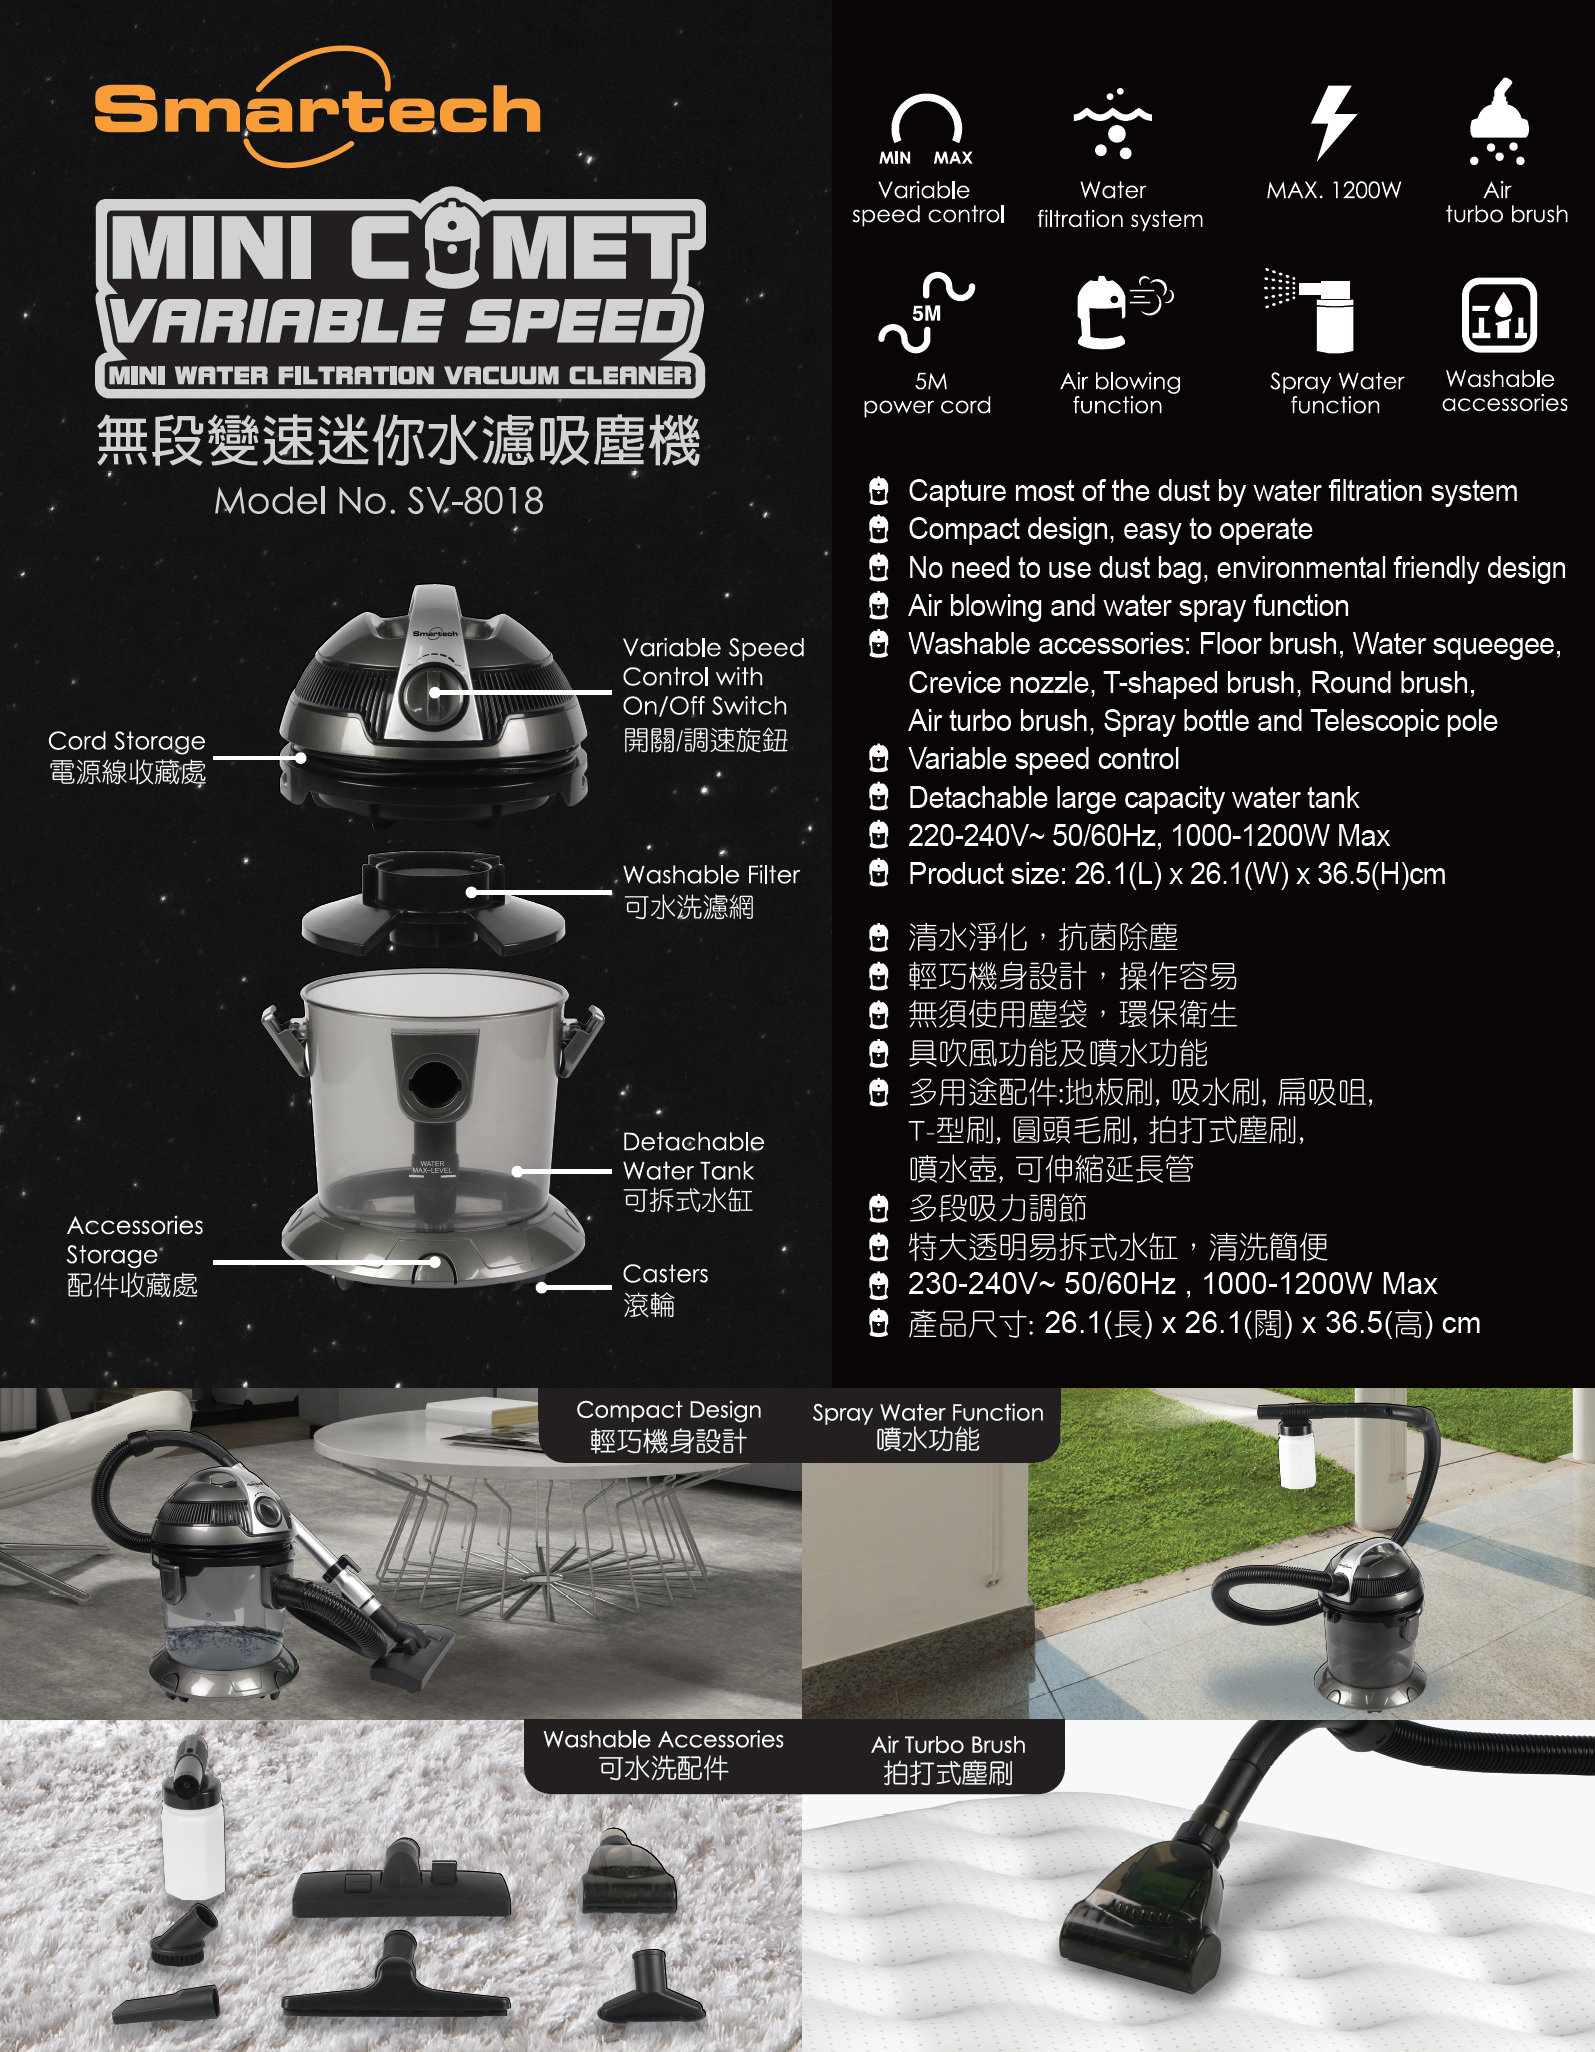 Smartech
MINI COMET
VARIABLE SPEED
MINI WATER FILTRATION VACUUM CLEANER
無段變速迷你水濾吸塵機
Model No. SV-8018
Smartech
Variable Speed
Control with
On/Off Switch
開關/調速旋鈕
Cord Storage
電源線收藏處
Washable Filter
可水洗濾網
WATER
MAX-LEVEL
Detachable
Water Tank
可拆式水缸
Accessories
Storage
配件收藏處
Casters
滾輪
MIN MAX
Variable
speed control
Water
filtration system
MAX. 1200W
Air
turbo brush
5M
5M
power cord
Air blowing
function
Spray Water
function
Washable
accessories
Capture most of the dust by water filtration system
Compact design, easy to operate
No need to use dust bag, environmental friendly design
Air blowing and water spray function
Washable accessories: Floor brush, Water squeegee,
Crevice nozzle, T-shaped brush, Round brush,
Air turbo brush, Spray bottle and Telescopic pole
Variable speed control
Detachable large capacity water tank
220-240V~ 50/60Hz, 1000-1200W Max
Product size: 26.1(L) x 26.1(W) x 36.5(H)cm
清水淨化，抗菌除塵
輕巧機身設計，操作容易
無須使用塵袋，環保衛生
具吹風功能及噴水功能
多用途配件:地板刷, 吸水刷, 扁吸咀,
T-型刷, 圓頭毛刷, 拍打式塵刷,
噴水壺, 可伸縮延長管
多段吸力調節
特大透明易拆式水缸，清洗簡便
230-240V~ 50/60Hz , 1000-1200W Max
產品尺寸: 26.1(長) x 26.1(闊) x 36.5(高) cm
Compact Design
輕巧機身設計
Spray Water Function
噴水功能
Washable Accessories
可水洗配件
Air Turbo Brush
拍打式塵刷